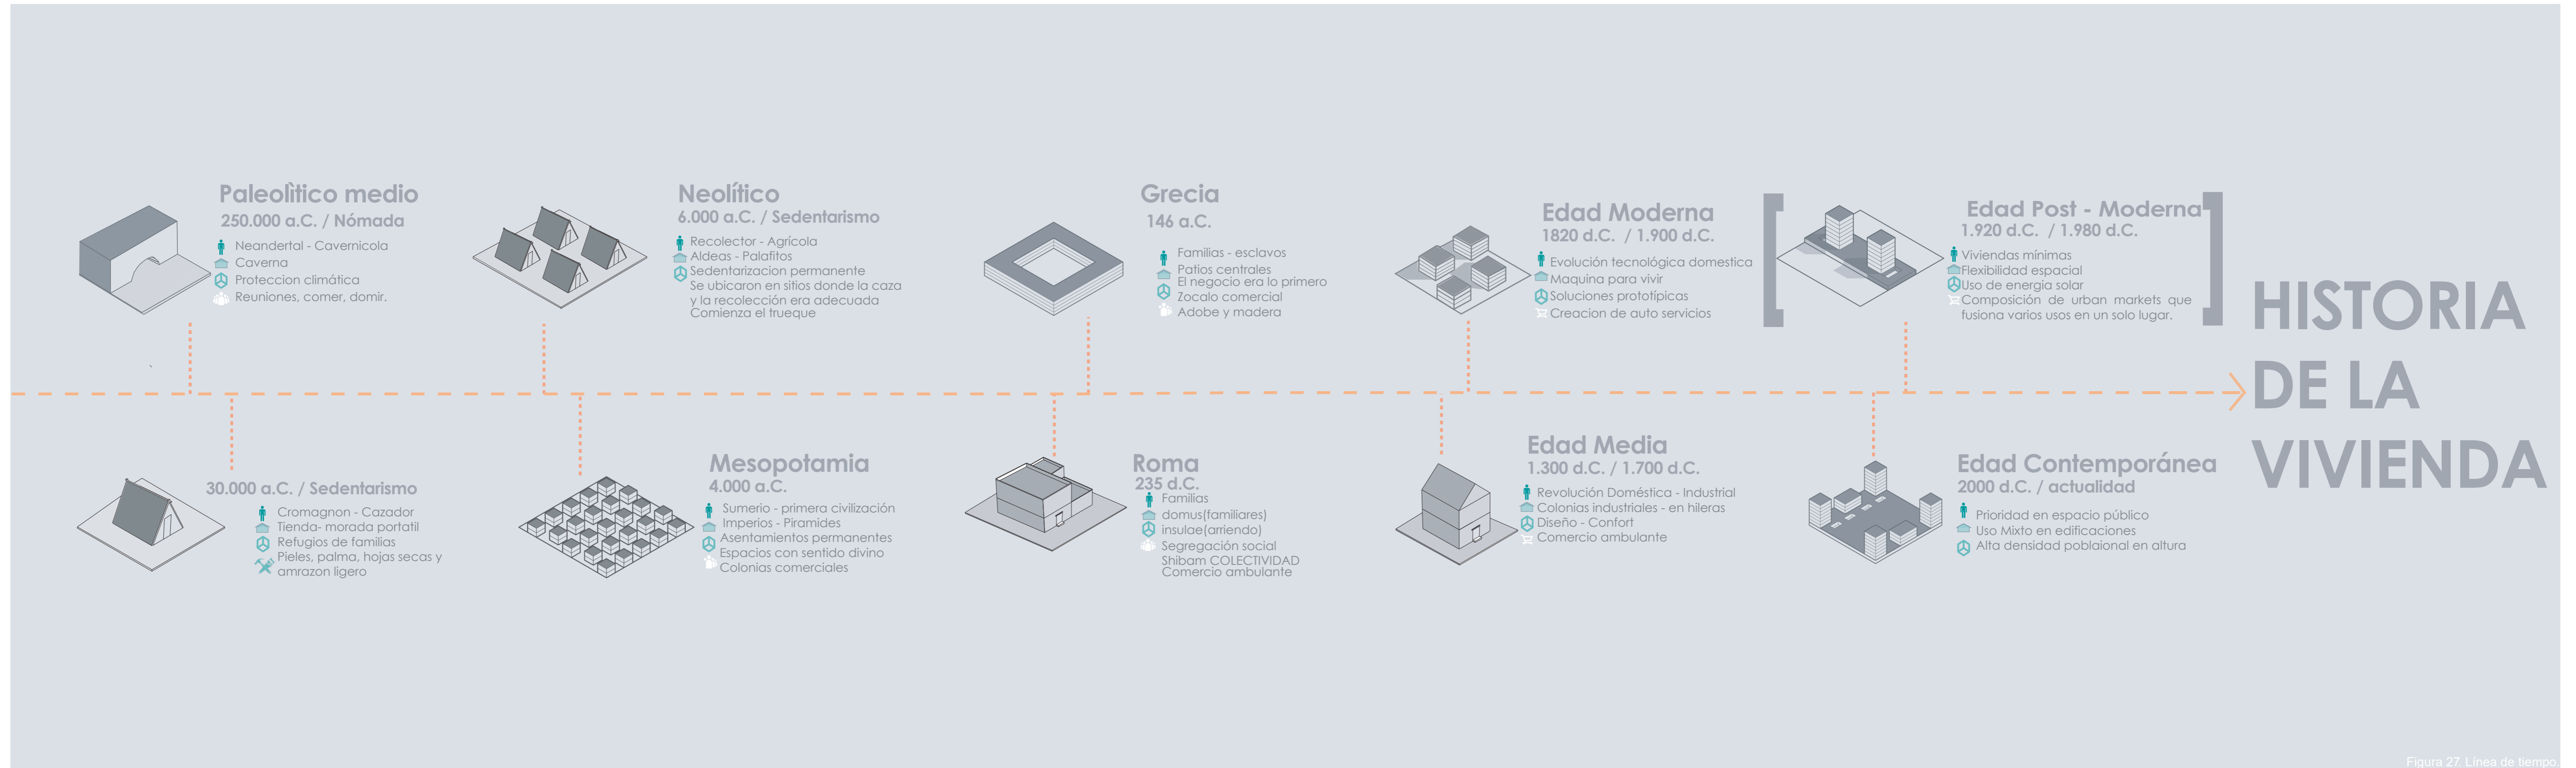 Paleolìtico medio
250.000 a.C. / Nómada
Neandertal - Cavernicola
Caverna
Proteccion climática
Reuniones, comer, domir.
Neolítico
6.000 a.C. / Sedentarismo
Recolector - Agrícola
Aldeas - Palafitos
Sedentarizacion permanente
Se ubicaron en sitios donde la caza
y la recolección era adecuada
Comienza el trueque
Grecia
146 a.C.
Familias - esclavos
Patios centrales
El negocio era lo primero
Zocalo comercial
Adobe y madera
Edad Moderna
1820 d.C. / 1.900 d.C.
Evolución tecnológica domestica
Maquina para vivir
Soluciones prototípicas
Creacion de auto servicios
Edad Post - Moderna
1.920 d.C. / 1.980 d.C.
Viviendas mínimas
Flexibilidad espacial
Uso de energia solar
Composición de urban markets que
fusiona varios usos en un solo lugar.
HISTORIA
DE LA
VIVIENDA
30.000 a.C. / Sedentarismo
Cromagnon - Cazador
Tienda- morada portatil
Refugios de familias
Pieles, palma, hojas secas y
amrazon ligero
Mesopotamia
4.000 a.C.
Sumerio - primera civilización
Imperios - Piramides
Asentamientos permanentes
Espacios con sentido divino
Colonias comerciales
Roma
235 d.C.
Familias
domus(familiares)
insulae(arriendo)
Segregación social
Shibam COLECTIVIDAD
Comercio ambulante
Edad Media
1.300 d.C. / 1.700 d.C.
Revolución Doméstica - Industrial
Colonias industriales - en hileras
Diseño - Confort
Comercio ambulante
Edad Contemporánea
2000 d.C. / actualidad
Prioridad en espacio público
Uso Mixto en edificaciones
Alta densidad poblaional en altura
Figura 27. Línea de tiempo.